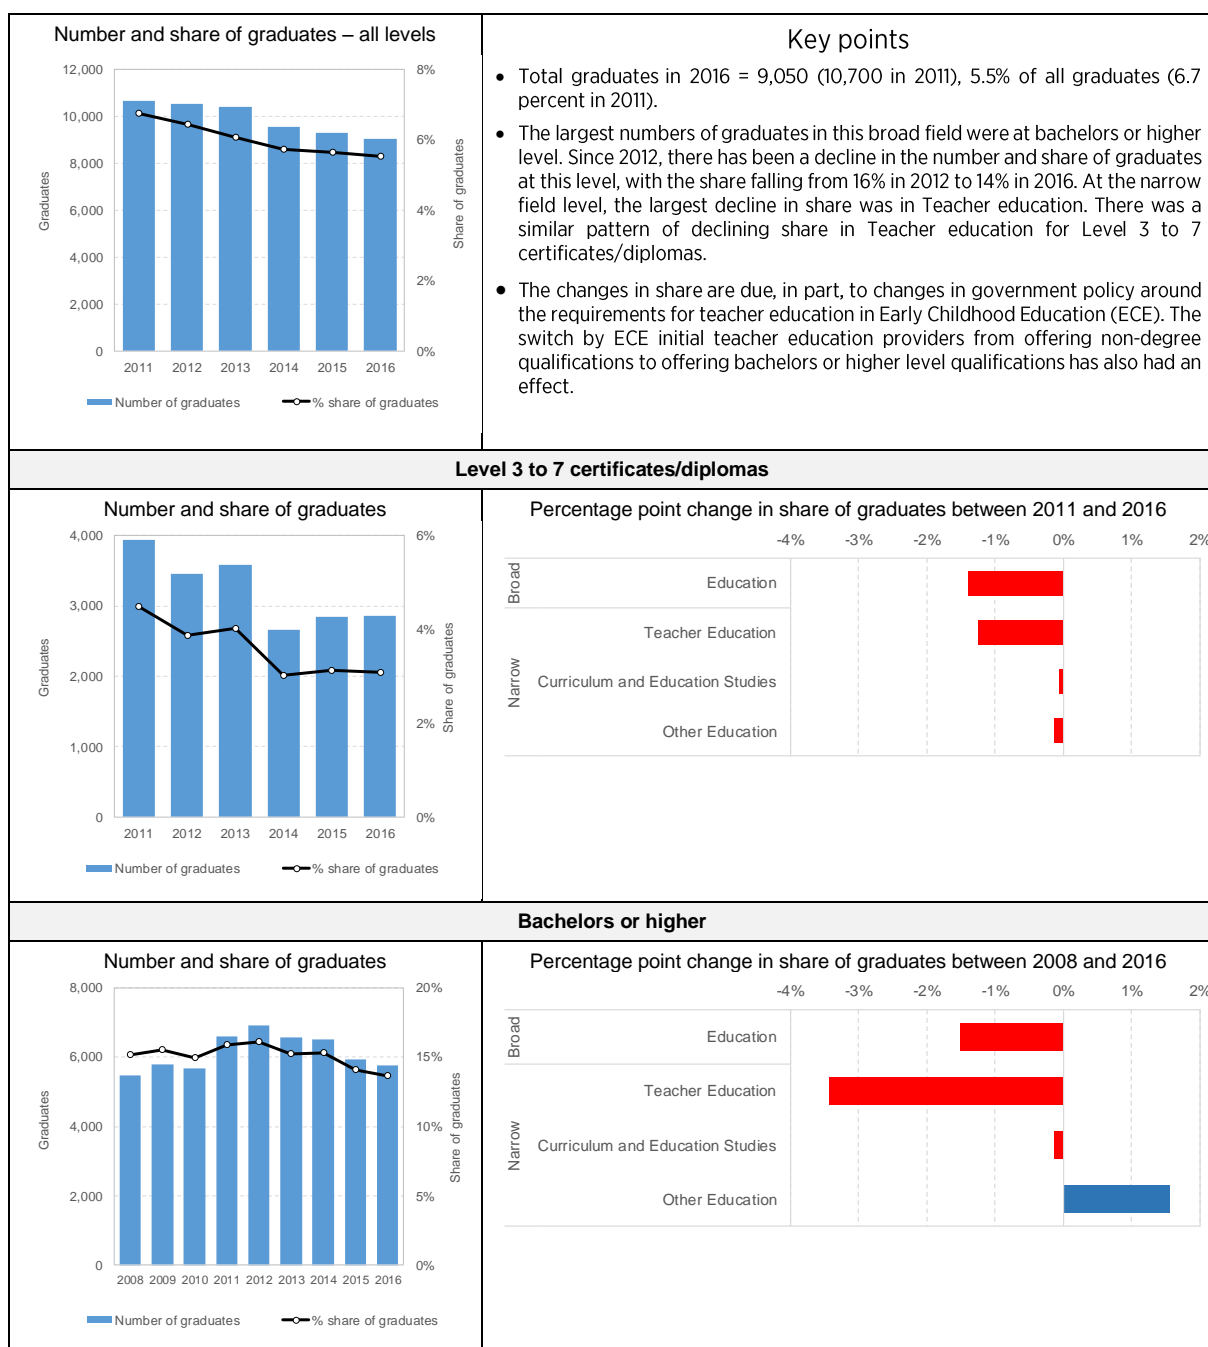 Number and share of graduates – all levels
12,000
10,000
8,000
6,000
4,000
2,000
0
Graduates
8%
6%
4%
2%
0%
Share of graduates
2011 2012 2013 2014 2015 2016
Number of graduates % share of graduates
Key points
• Total graduates in 2016 = 9,050 (10,700 in 2011), 5.5% of all graduates (6.7
percent in 2011).
• The largest numbers of graduates in this broad field were at bachelors or higher
level. Since 2012, there has been a decline in the number and share of graduates
at this level, with the share falling from 16% in 2012 to 14% in 2016. At the narrow
field level, the largest decline in share was in Teacher education. There was a
similar pattern of declining share in Teacher education for Level 3 to 7
certificates/diplomas.
• The changes in share are due, in part, to changes in government policy around
the requirements for teacher education in Early Childhood Education (ECE). The
switch by ECE initial teacher education providers from offering non-degree
qualifications to offering bachelors or higher level qualifications has also had an
effect.
Level 3 to 7 certificates/diplomas
Number and share of graduates
4,000
3,000
2,000
1,000
0
Graduates
6%
4%
2%
0%
Share of graduates
2011 2012 2013 2014 2015 2016
Number of graduates % share of graduates
Percentage point change in share of graduates between 2011 and 2016
-4% -3% -2% -1% 0% 1% 2%
Broad
Education
Narrow
Teacher Education
Curriculum and Education Studies
Other Education
Bachelors or higher
Number and share of graduates
8,000
6,000
4,000
2,000
0
Graduates
20%
15%
10%
5%
0%
Share of graduates
2008 2009 2010 2011 2012 2013 2014 2015 2016
Number of graduates % share of graduates
Percentage point change in share of graduates between 2008 and 2016
-4% -3% -2% -1% 0% 1% 2%
Broad
Education
Narrow
Teacher Education
Curriculum and Education Studies
Other Education